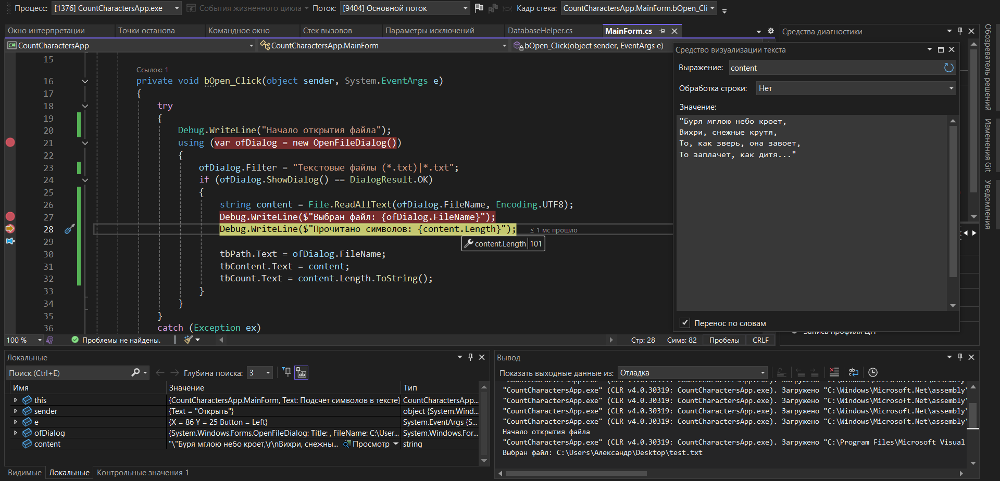 Процесс: [1376] CountCharactersApp.exe События жизненного цикла Поток: [9404] Основной поток Кадр стека: CountCharactersApp.MainForm.bOpen_Cli
Окно интерпретации Точки останова Командное окно Стек вызовов Параметры исключений DatabaseHelper.cs MainForm.cs
C# CountCharactersApp CountCharactersApp.MainForm bOpen_Click(object sender, EventArgs e)
15
Ссылок: 1
16 private void bOpen_Click(object sender, System.EventArgs e)
17 {
18 try
19 {
20 Debug.WriteLine("Начало открытия файла");
21 using (var ofDialog = new OpenFileDialog())
22 {
23 ofDialog.Filter = "Текстовые файлы (*.txt)|*.txt";
24 if (ofDialog.ShowDialog() == DialogResult.OK)
25 {
26 string content = File.ReadAllText(ofDialog.FileName, Encoding.UTF8);
27 Debug.WriteLine($"Выбран файл: {ofDialog.FileName}");
28 Debug.WriteLine($"Прочитано символов: {content.Length}"); ≤ 1 мс прошло
29
content.Length 101
30 tbPath.Text = ofDialog.FileName;
31 tbContent.Text = content;
32 tbCount.Text = content.Length.ToString();
33 }
34 }
35 }
36 catch (Exception ex)
100 % Проблемы не найдены. Стр: 28 Симв: 82 Пробелы CRLF
Средства диагностики
Средство визуализации текста
Выражение: content
Обработка строки: Нет
Значение:
"Буря мглою небо кроет,
Вихри, снежные крутя,
То, как зверь, она завоет,
То заплачет, как дитя..."
Перенос по словам
Запись профиля ЦП
Обозреватель решений
Изменения Git
Уведомления
Локальные
Поиск (Ctrl+E) Глубина поиска: 3
Имя Значение Тип
this {CountCharactersApp.MainForm, Text: Подсчёт символов в тексте} CountCharactersApp...
sender {Text = "Открыть"} object {System.Wind...
e {X = 86 Y = 25 Button = Left} System.EventArgs {S...
ofDialog {System.Windows.Forms.OpenFileDialog: Title: , FileName: C:\User... System.Windows.For...
content "\"Буря мглою небо кроет,\r\nВихри, снежны... Просмотр string
Видимые Локальные Контрольные значения 1
Вывод
Показать выходные данные из: Отладка
"CountCharactersApp.exe" (CLR v4.0.30319: CountCharactersApp.exe). Загружено "C:\Windows\Microsoft.Net\assembly\
"CountCharactersApp.exe" (CLR v4.0.30319: CountCharactersApp.exe). Загружено "C:\Windows\Microsoft.Net\assembly\
"CountCharactersApp.exe" (CLR v4.0.30319: CountCharactersApp.exe). Загружено "C:\Windows\Microsoft.Net\assembly\
"CountCharactersApp.exe" (CLR v4.0.30319: CountCharactersApp.exe). Загружено "C:\Windows\Microsoft.Net\assembly\
Начало открытия файла
"CountCharactersApp.exe" (CLR v4.0.30319: CountCharactersApp.exe). Загружено "C:\Program Files\Microsoft Visual
Выбран файл: C:\Users\Александр\Desktop\test.txt